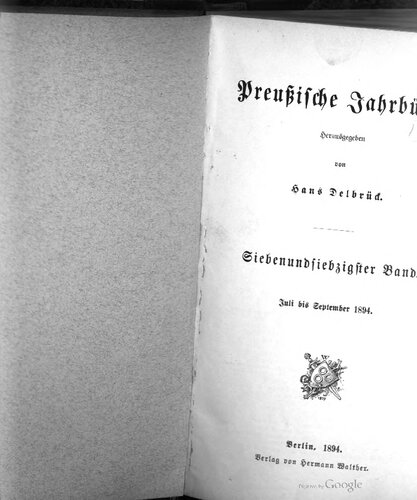 Preußische Jahrbü
Herausgegeben
von
Hans Delbrück.
Siebenundsiebzigster Band.
Juli bis September 1894.
Berlin, 1894.
Verlag von Hermann Walther.
Google